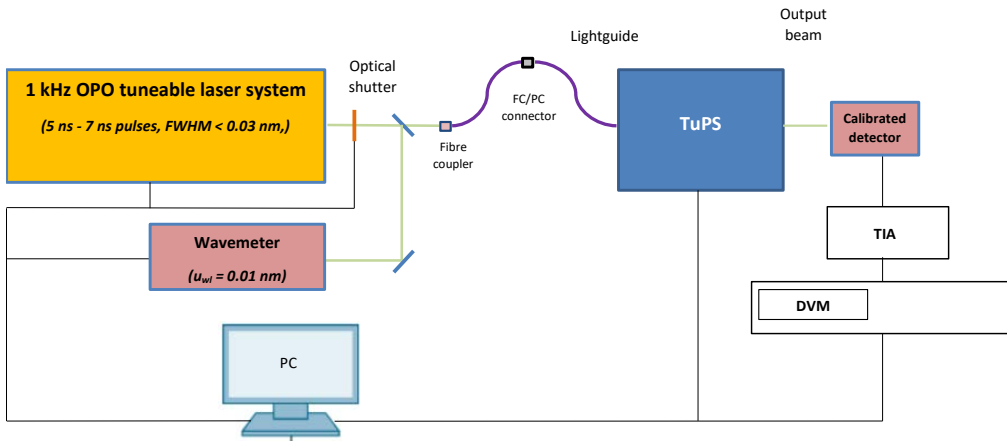 Output
beam
Lightguide
Optical
shutter
1 kHz OPO tuneable laser system
(5 ns - 7 ns pulses, FWHM < 0.03 nm,)
FC/PC
connector
TuPS
Calibrated
detector
Fibre
coupler
TIA
Wavemeter
(uwl = 0.01 nm)
DVM
PC